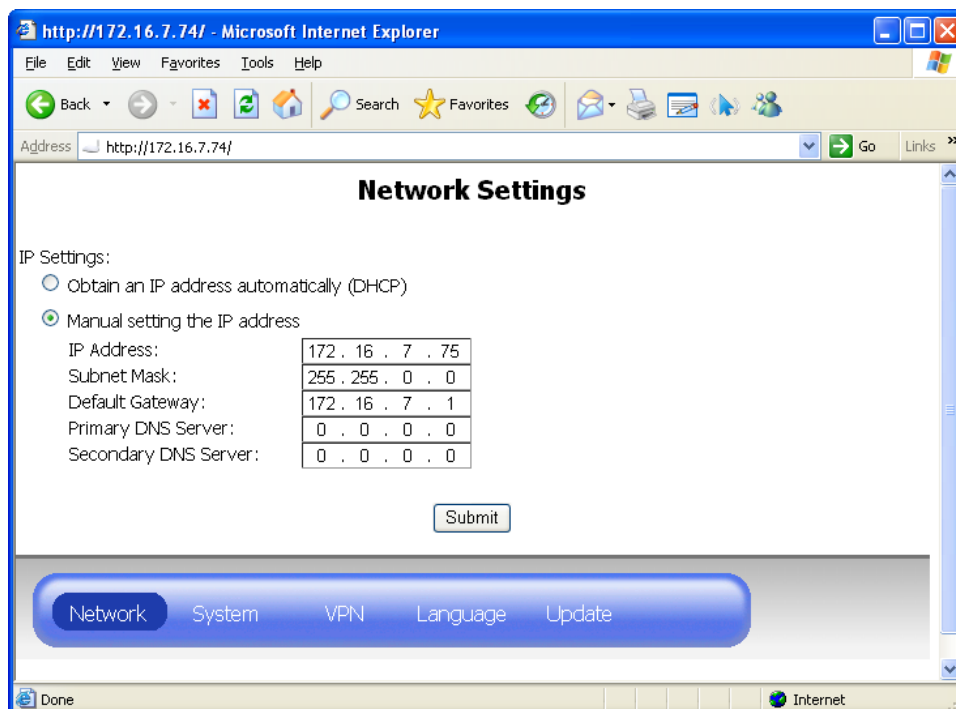 http://172.16.7.74/ - Microsoft Internet Explorer
File Edit View Favorites Tools Help
Back Search Favorites
Address http://172.16.7.74/ Go Links »
Network Settings
IP Settings:
Obtain an IP address automatically (DHCP)
Manual setting the IP address
IP Address: 172 . 16 . 7 . 75
Subnet Mask: 255 . 255 . 0 . 0
Default Gateway: 172 . 16 . 7 . 1
Primary DNS Server: 0 . 0 . 0 . 0
Secondary DNS Server: 0 . 0 . 0 . 0
Submit
Network System VPN Language Update
Done Internet